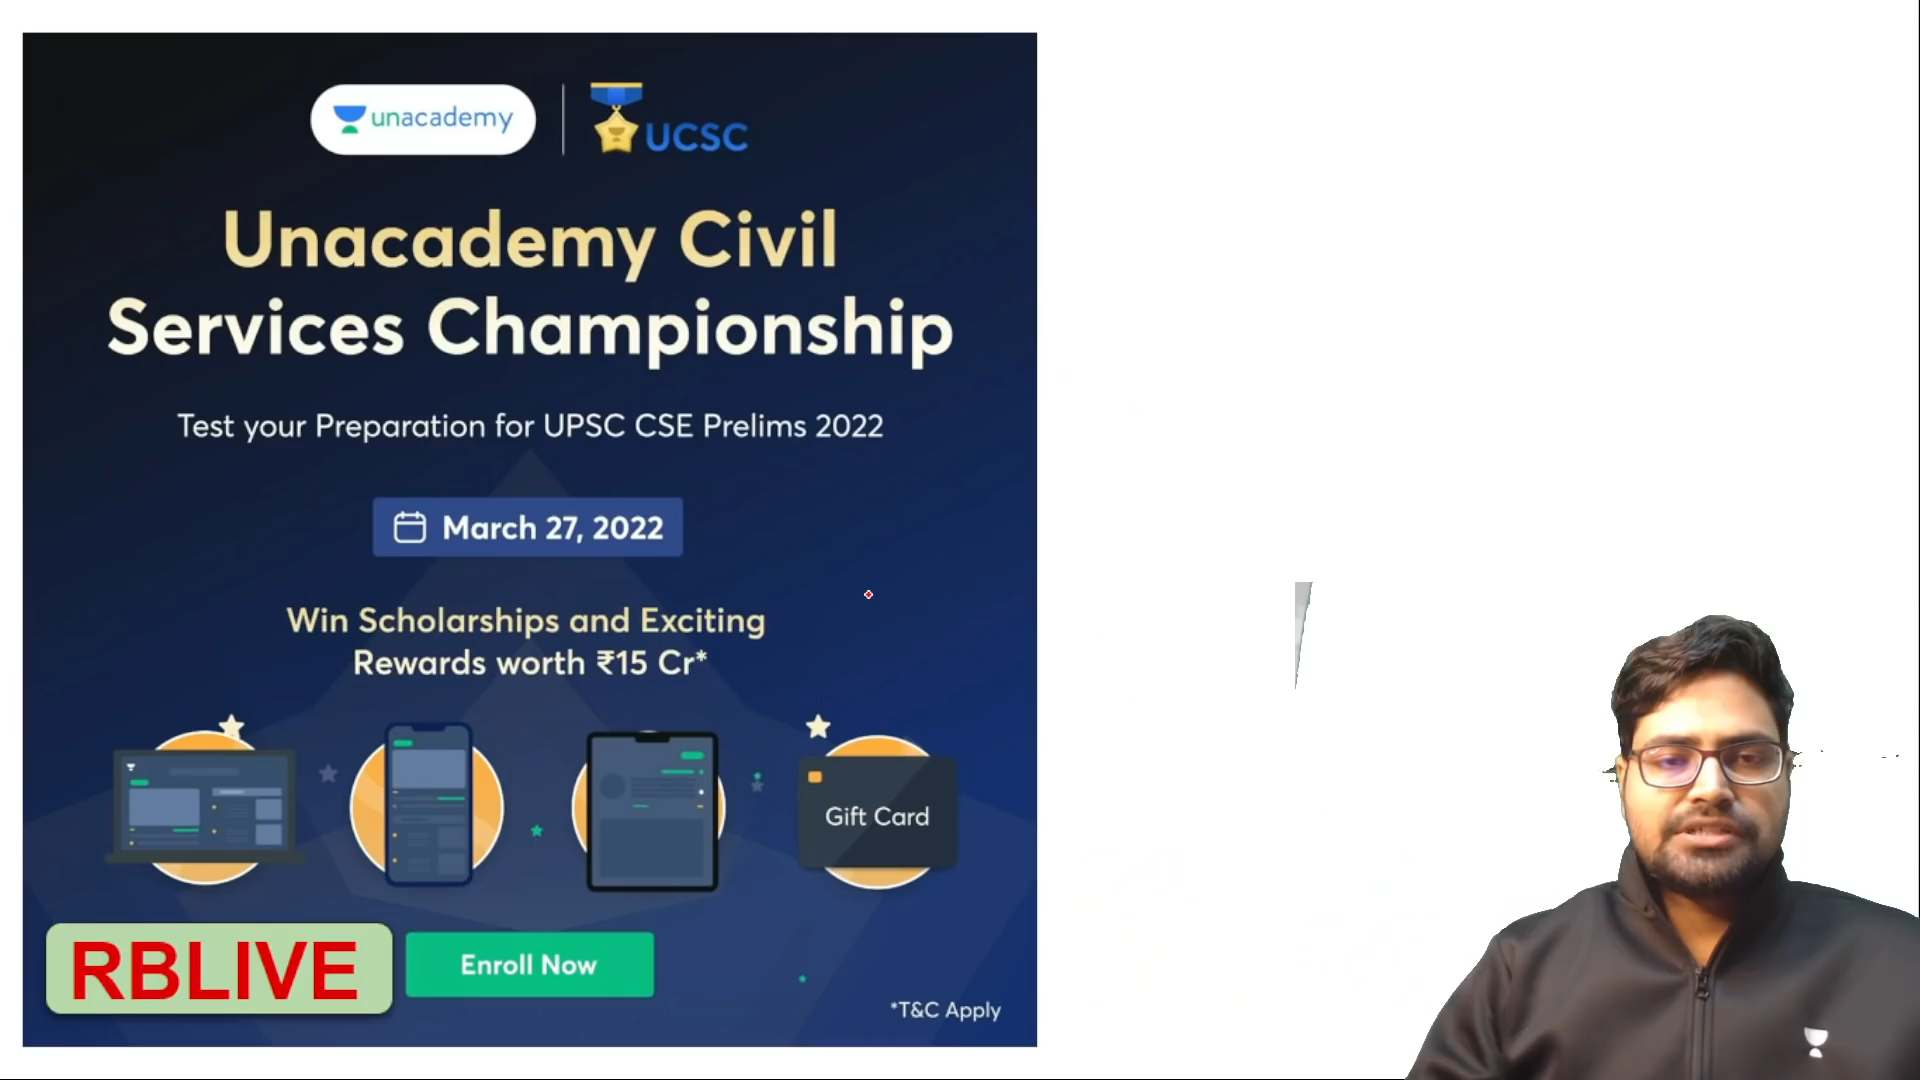 unacademy
UCSC
Unacademy Civil
Services Championship
Test your Preparation for UPSC CSE Prelims 2022
March 27, 2022
Win Scholarships and Exciting
Rewards worth ₹15 Cr*
Gift Card
RBLIVE
Enroll Now
*T&C Apply